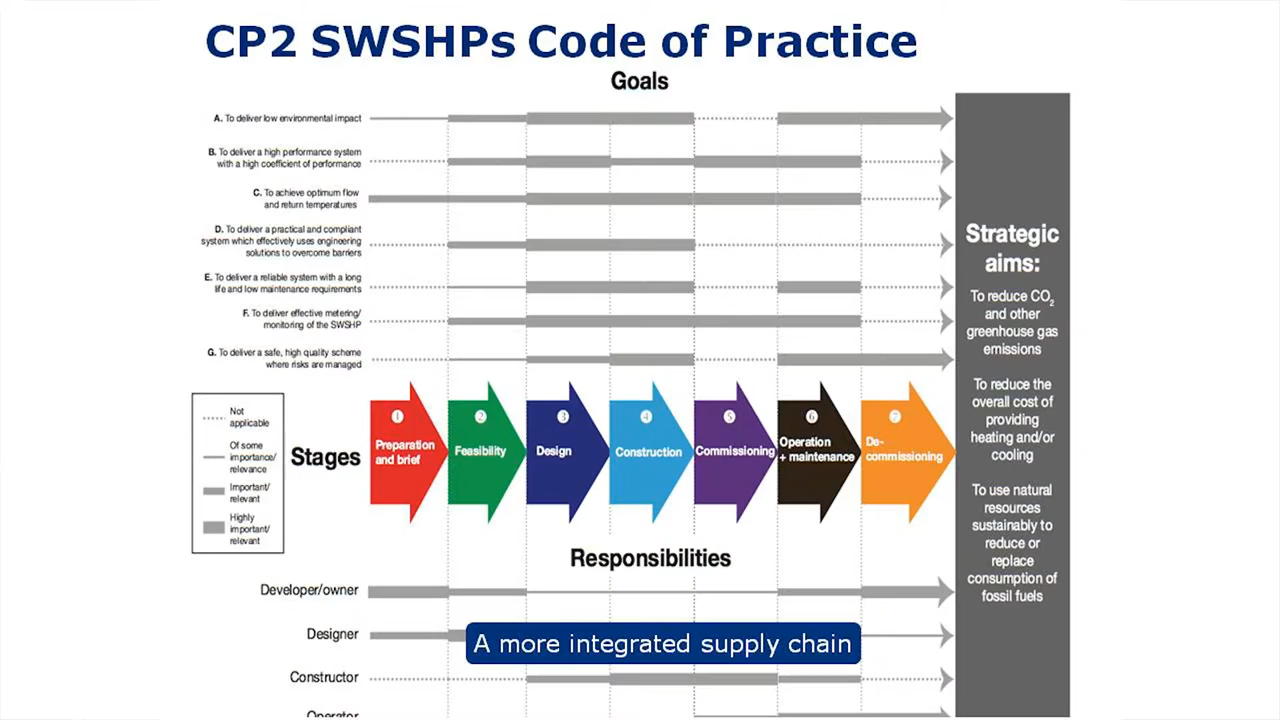 CP2 SWSHPs Code of Practice
Goals
A. To deliver low environmental impact
B. To deliver a high performance system
with a high coefficient of performance
C. To achieve optimum flow
and return temperatures
D. To deliver a practical and compliant
system which effectively uses engineering
solutions to overcome barriers
E. To deliver a reliable system with a long
life and low maintenance requirements
F. To deliver effective metering/
monitoring of the SWSHP
G. To deliver a safe, high quality scheme
where risks are managed
Strategic
aims:
To reduce CO₂
and other
greenhouse gas
emissions
To reduce the
overall cost of
providing
heating and/or
cooling
To use natural
resources
sustainably to
reduce or
replace
consumption of
fossil fuels
Not
applicable
Of some
importance/
relevance
Important/
relevant
Highly
important/
relevant
Stages
1
Preparation
and brief
2
Feasibility
3
Design
4
Construction
5
Commissioning
6
Operation
+ maintenance
7
De-
commissioning
Responsibilities
Developer/owner
Designer
A more integrated supply chain
Constructor
Operator